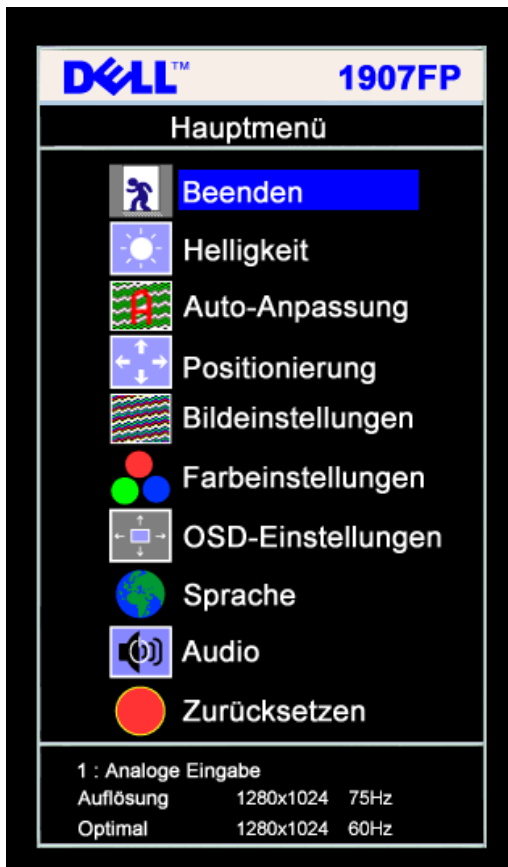 DELL™ 1907FP
Hauptmenü
Beenden
Helligkeit
Auto-Anpassung
Positionierung
Bildeinstellungen
Farbeinstellungen
OSD-Einstellungen
Sprache
Audio
Zurücksetzen
1 : Analoge Eingabe
Auflösung 1280x1024 75Hz
Optimal 1280x1024 60Hz